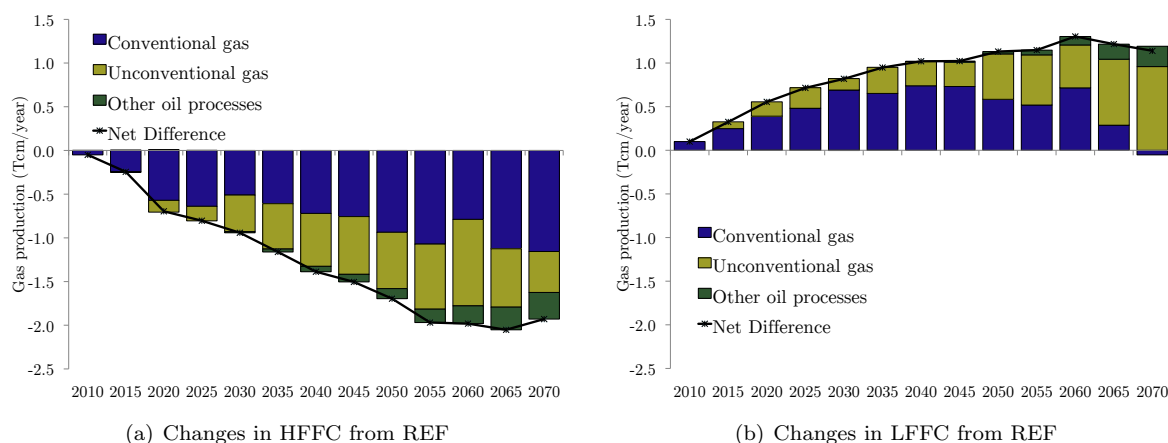 1.5
1.0
0.5
0.0
-0.5
-1.0
-1.5
-2.0
-2.5
Gas production (Tcm/year)
Conventional gas
Unconventional gas
Other oil processes
Net Difference
2010 2015 2020 2025 2030 2035 2040 2045 2050 2055 2060 2065 2070
(a) Changes in HFFC from REF
1.5
1.0
0.5
0.0
-0.5
-1.0
-1.5
-2.0
-2.5
Gas production (Tcm/year)
Conventional gas
Unconventional gas
Other oil processes
Net Difference
2010 2015 2020 2025 2030 2035 2040 2045 2050 2055 2060 2065 2070
(b) Changes in LFFC from REF